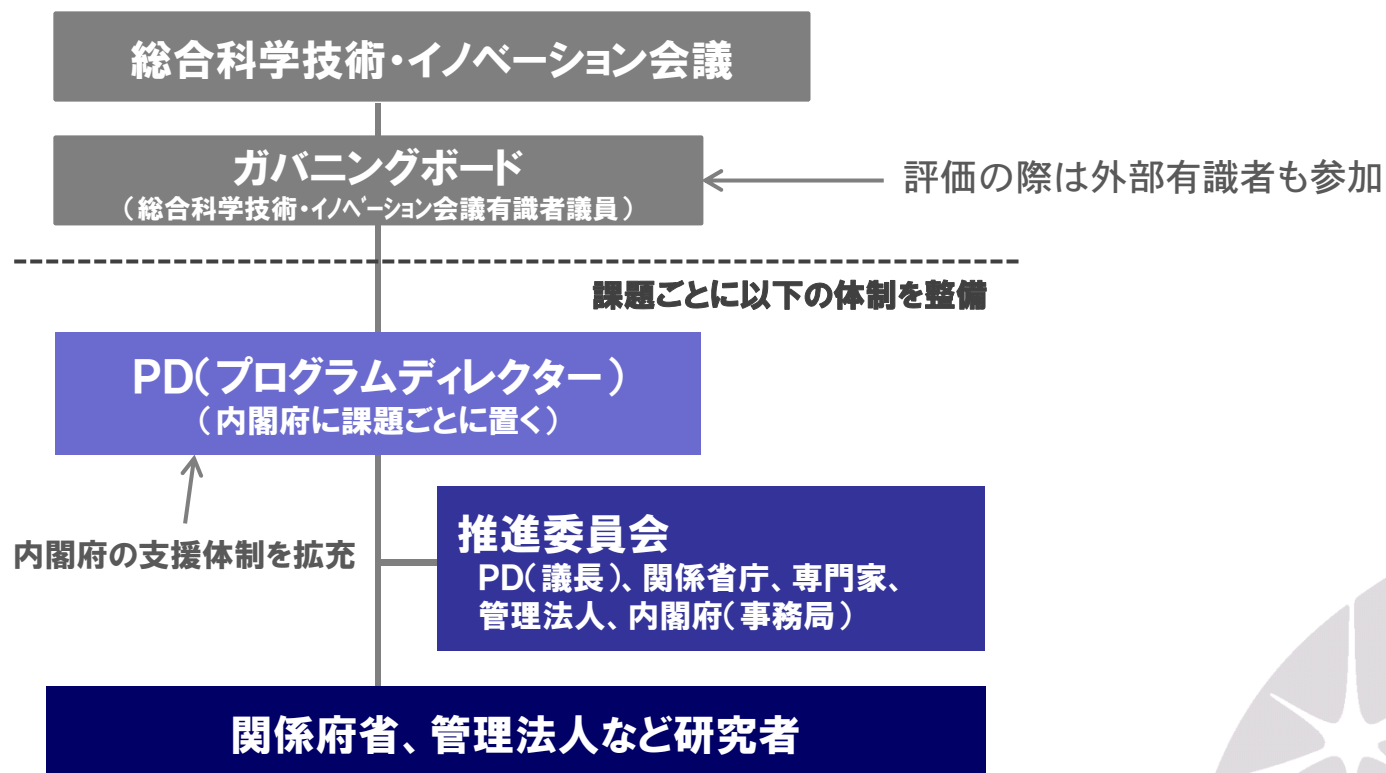 総合科学技術・イノベーション会議
ガバニングボード
（総合科学技術・イノベーション会議有識者議員）
評価の際は外部有識者も参加
課題ごとに以下の体制を整備
PD（プログラムディレクター）
（内閣府に課題ごとに置く）
内閣府の支援体制を拡充
推進委員会
PD（議長）、関係省庁、専門家、
管理法人、内閣府（事務局）
関係府省、管理法人など研究者